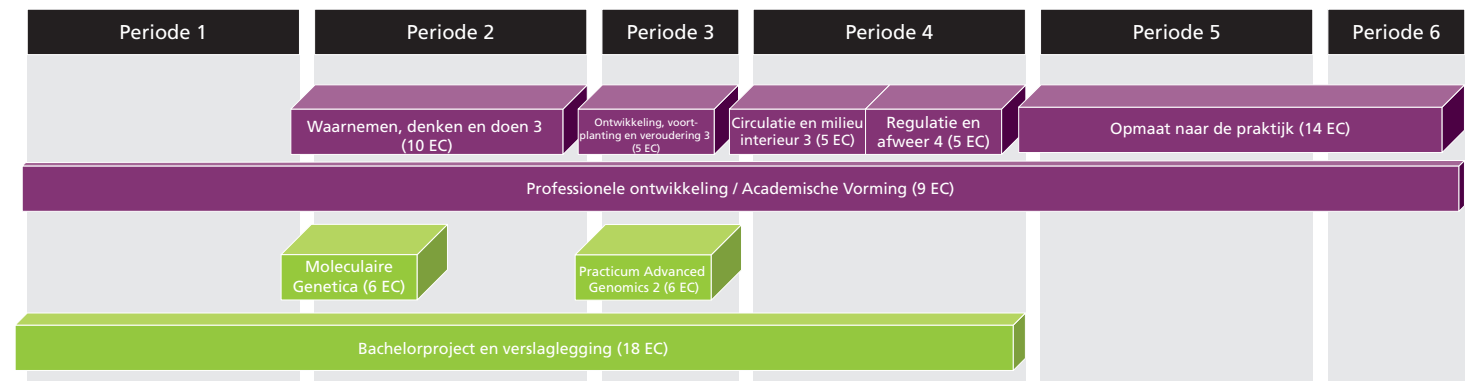 Periode 1
Periode 2
Periode 3
Periode 4
Periode 5
Periode 6
Waarnemen, denken en doen 3
(10 EC)
Ontwikkeling, voort-
planting en veroudering 3
(5 EC)
Circulatie en milieu
interieur 3 (5 EC)
Regulatie en
afweer 4 (5 EC)
Opmaat naar de praktijk (14 EC)
Professionele ontwikkeling / Academische Vorming (9 EC)
Moleculaire
Genetica (6 EC)
Practicum Advanced
Genomics 2 (6 EC)
Bachelorproject en verslaglegging (18 EC)